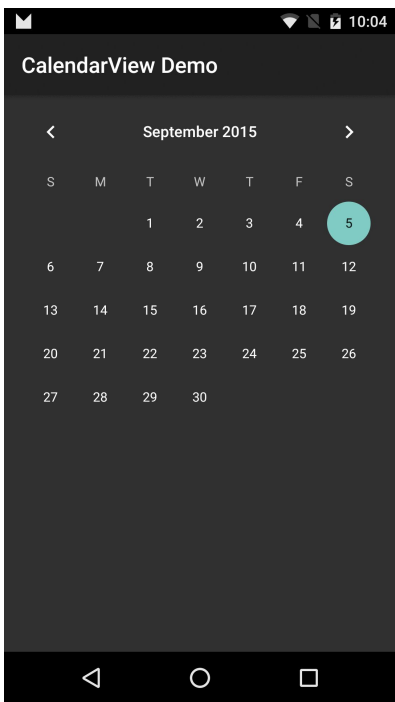 10:04
CalendarView Demo
September 2015
S M T W T F S
1 2 3 4 5
6 7 8 9 10 11 12
13 14 15 16 17 18 19
20 21 22 23 24 25 26
27 28 29 30